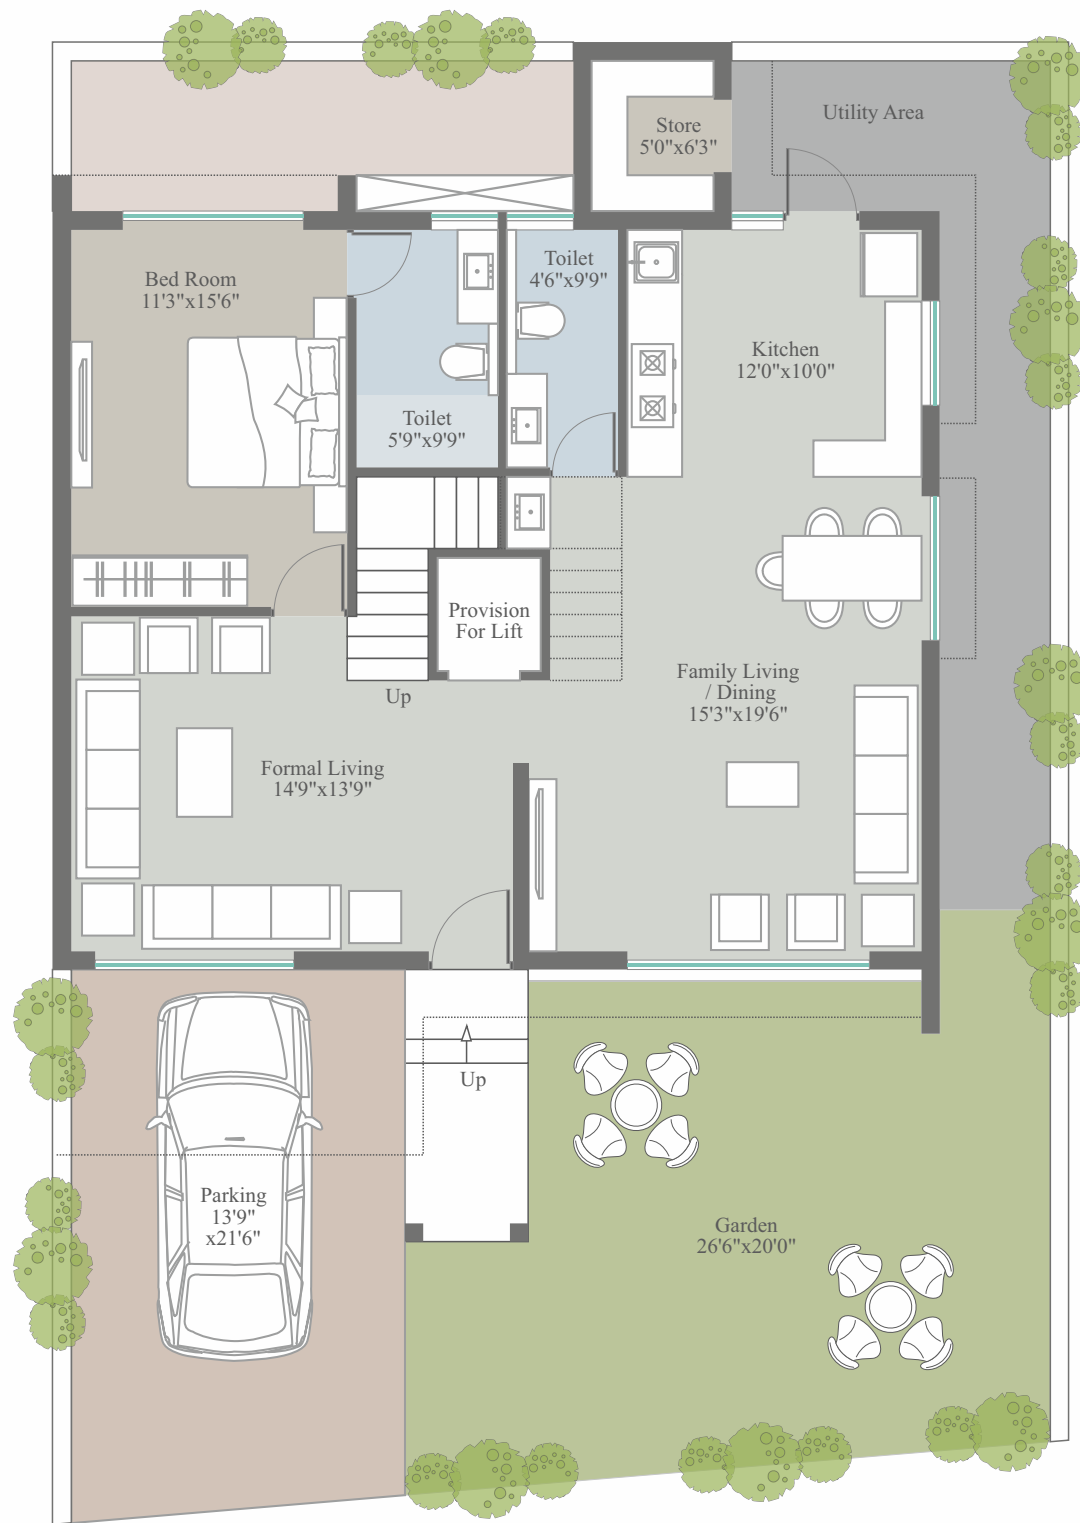 Utility Area
Store
5'0"x6'3"
Bed Room
11'3"x15'6"
Toilet
4'6"x9'9"
Kitchen
12'0"x10'0"
Toilet
5'9"x9'9"
Provision
For Lift
Up
Family Living
/ Dining
15'3"x19'6"
Formal Living
14'9"x13'9"
Up
Parking
13'9"
x21'6"
Garden
26'6"x20'0"